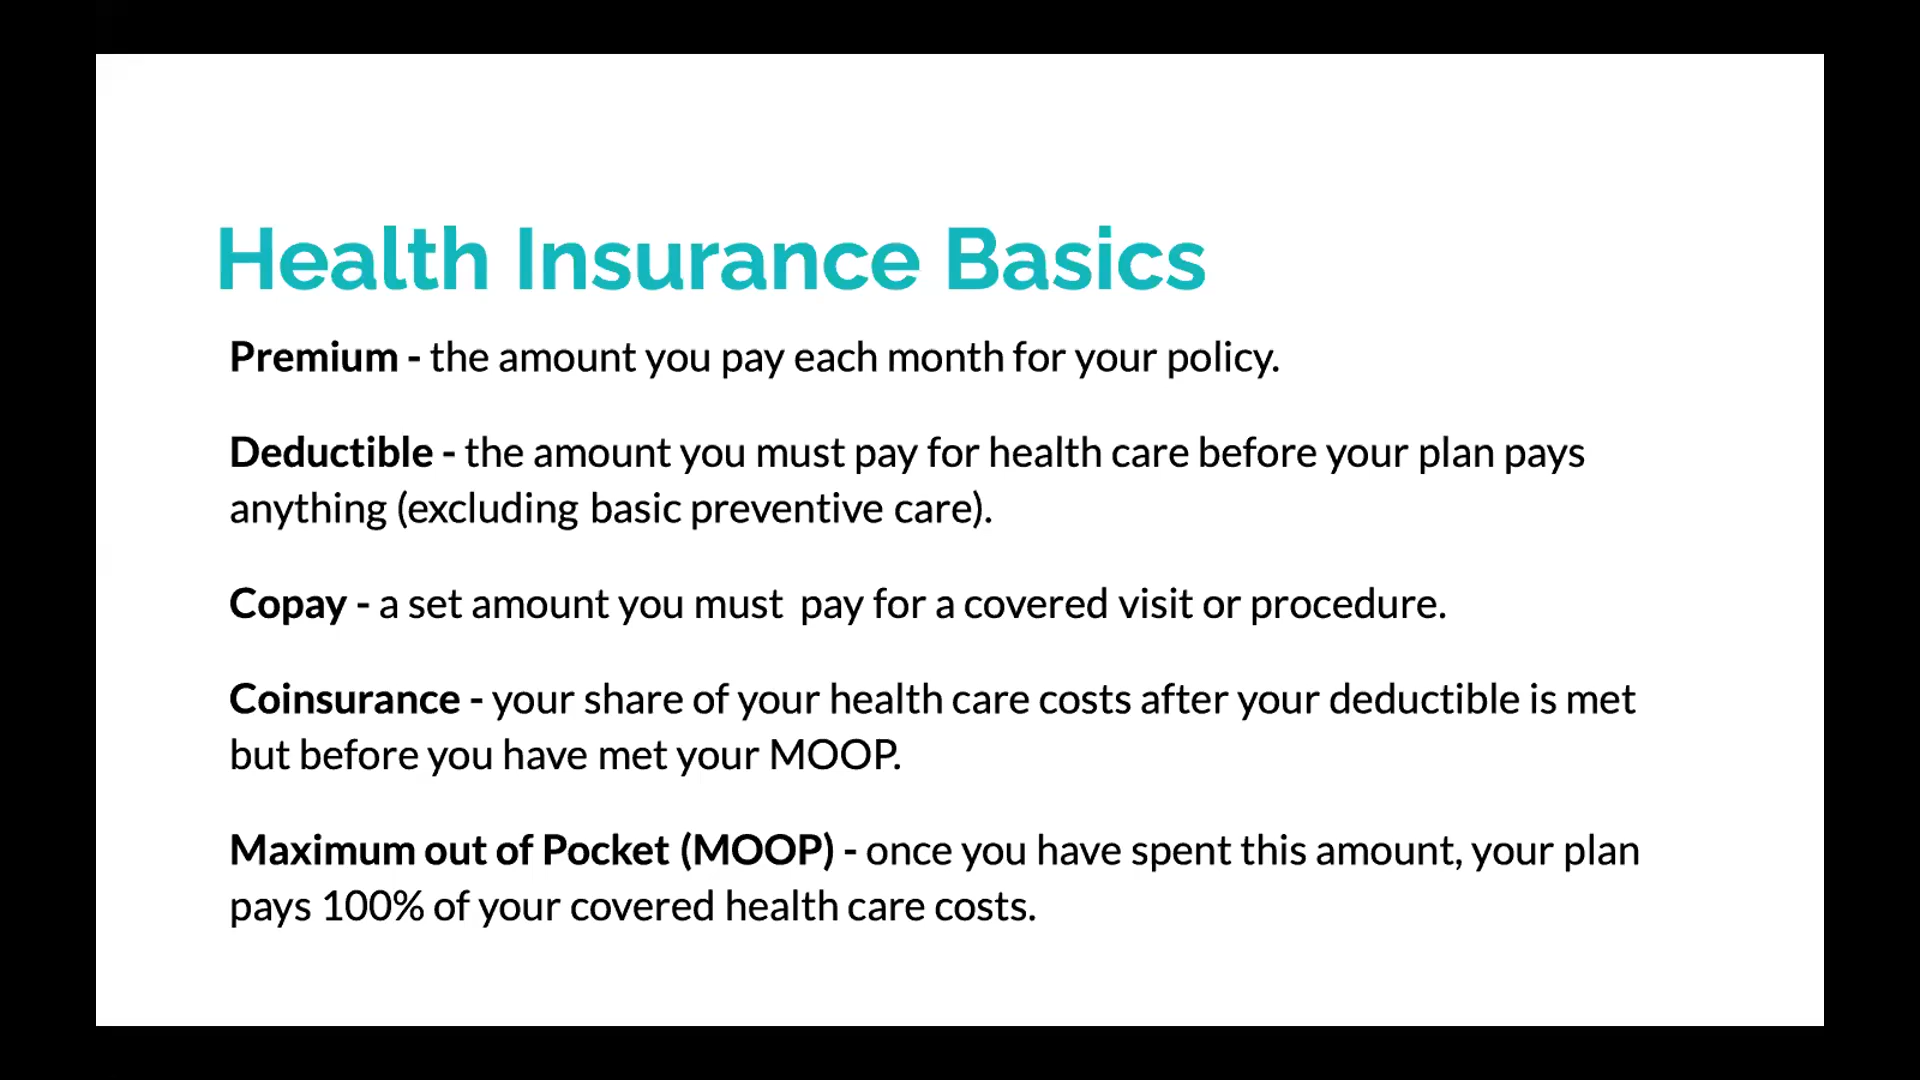 Health Insurance Basics
Premium - the amount you pay each month for your policy.
Deductible - the amount you must pay for health care before your plan pays
anything (excluding basic preventive care).
Copay - a set amount you must  pay for a covered visit or procedure.
Coinsurance - your share of your health care costs after your deductible is met
but before you have met your MOOP.
Maximum out of Pocket (MOOP) - once you have spent this amount, your plan
pays 100% of your covered health care costs.